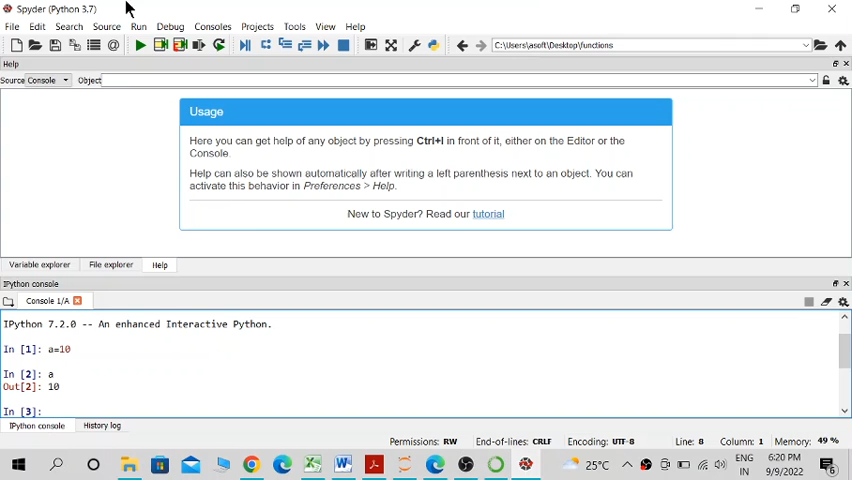 Spyder (Python 3.7)
File Edit Search Source Run Debug Consoles Projects Tools View Help
C:\Users\asoft\Desktop\functions
Help
Source Console Object
Usage
Here you can get help of any object by pressing Ctrl+I in front of it, either on the Editor or the
Console.
Help can also be shown automatically after writing a left parenthesis next to an object. You can
activate this behavior in Preferences > Help.
New to Spyder? Read our tutorial
Variable explorer File explorer Help
IPython console
Console 1/A
IPython 7.2.0 -- An enhanced Interactive Python.
In [1]: a=10
In [2]: a
Out[2]: 10
In [3]:
IPython console History log
Permissions: RW End-of-lines: CRLF Encoding: UTF-8 Line: 8 Column: 1 Memory: 49 %
25°C ENG IN 6:20 PM 9/9/2022 6